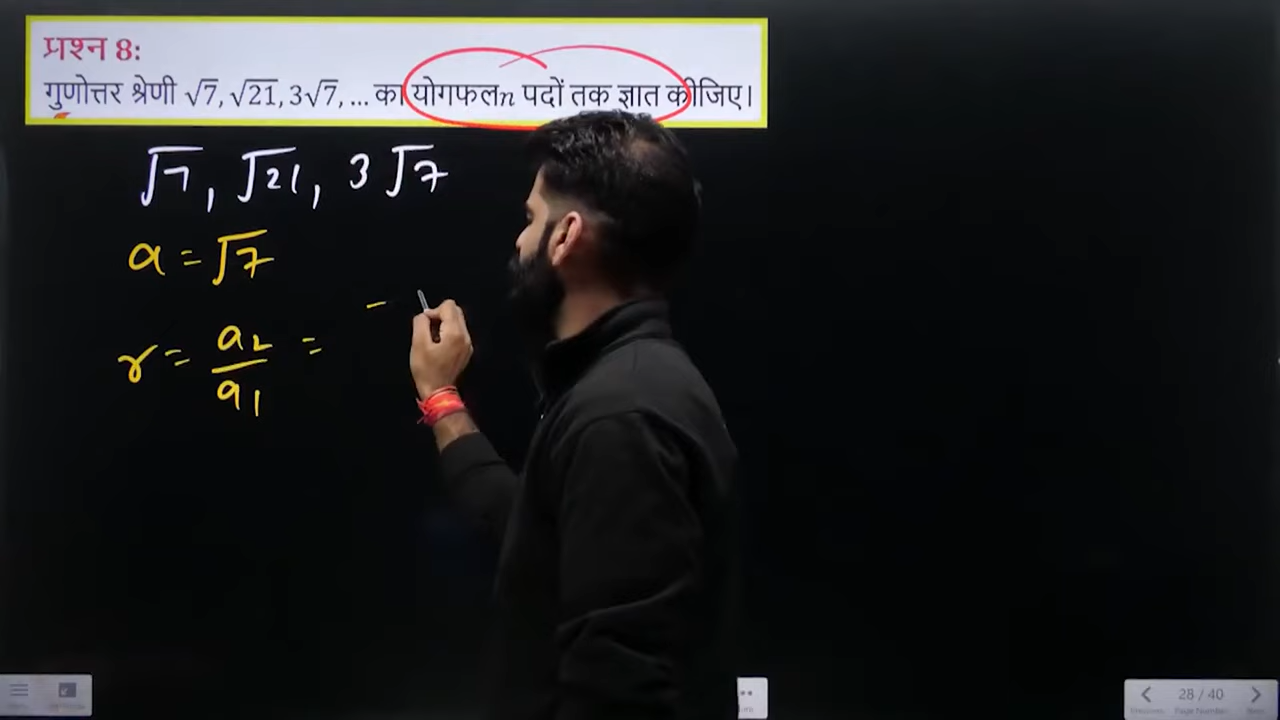 प्रश्न 8:
गुणोत्तर श्रेणी √7, √21, 3√7, ... का योगफल n पदों तक ज्ञात कीजिए।
√7, √21, 3√7
a = √7
r = a2/a1 =
28 / 40